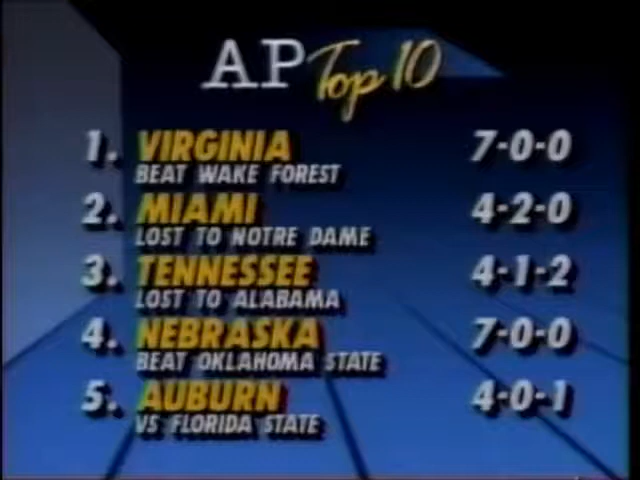 AP Top 10
1. VIRGINIA 7-0-0
BEAT WAKE FOREST
2. MIAMI 4-2-0
LOST TO NOTRE DAME
3. TENNESSEE 4-1-2
LOST TO ALABAMA
4. NEBRASKA 7-0-0
BEAT OKLAHOMA STATE
5. AUBURN 4-0-1
VS FLORIDA STATE